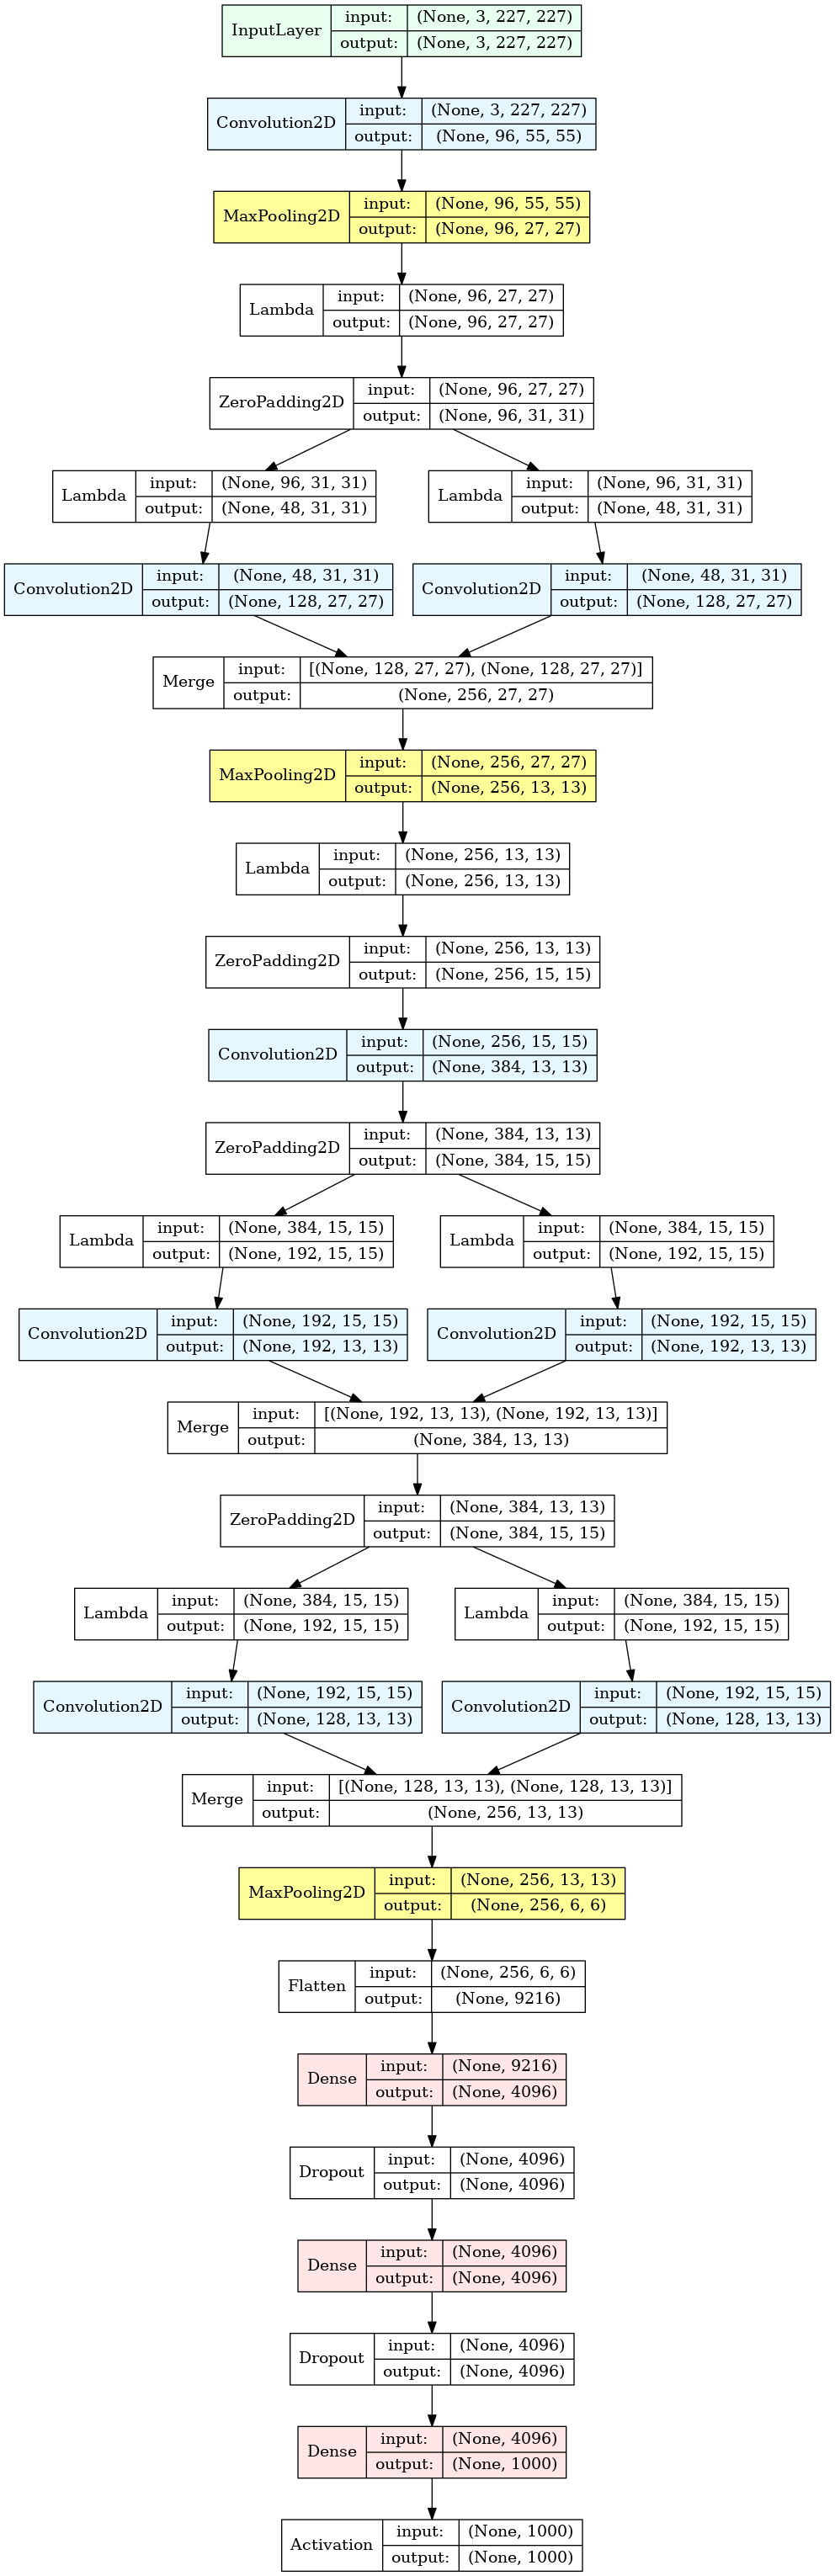 InputLayer input: (None, 3, 227, 227)
output: (None, 3, 227, 227)
Convolution2D input: (None, 3, 227, 227)
output: (None, 96, 55, 55)
MaxPooling2D input: (None, 96, 55, 55)
output: (None, 96, 27, 27)
Lambda input: (None, 96, 27, 27)
output: (None, 96, 27, 27)
ZeroPadding2D input: (None, 96, 27, 27)
output: (None, 96, 31, 31)
Lambda input: (None, 96, 31, 31)
output: (None, 48, 31, 31)
Lambda input: (None, 96, 31, 31)
output: (None, 48, 31, 31)
Convolution2D input: (None, 48, 31, 31)
output: (None, 128, 27, 27)
Convolution2D input: (None, 48, 31, 31)
output: (None, 128, 27, 27)
Merge input: [(None, 128, 27, 27), (None, 128, 27, 27)]
output: (None, 256, 27, 27)
MaxPooling2D input: (None, 256, 27, 27)
output: (None, 256, 13, 13)
Lambda input: (None, 256, 13, 13)
output: (None, 256, 13, 13)
ZeroPadding2D input: (None, 256, 13, 13)
output: (None, 256, 15, 15)
Convolution2D input: (None, 256, 15, 15)
output: (None, 384, 13, 13)
ZeroPadding2D input: (None, 384, 13, 13)
output: (None, 384, 15, 15)
Lambda input: (None, 384, 15, 15)
output: (None, 192, 15, 15)
Lambda input: (None, 384, 15, 15)
output: (None, 192, 15, 15)
Convolution2D input: (None, 192, 15, 15)
output: (None, 192, 13, 13)
Convolution2D input: (None, 192, 15, 15)
output: (None, 192, 13, 13)
Merge input: [(None, 192, 13, 13), (None, 192, 13, 13)]
output: (None, 384, 13, 13)
ZeroPadding2D input: (None, 384, 13, 13)
output: (None, 384, 15, 15)
Lambda input: (None, 384, 15, 15)
output: (None, 192, 15, 15)
Lambda input: (None, 384, 15, 15)
output: (None, 192, 15, 15)
Convolution2D input: (None, 192, 15, 15)
output: (None, 128, 13, 13)
Convolution2D input: (None, 192, 15, 15)
output: (None, 128, 13, 13)
Merge input: [(None, 128, 13, 13), (None, 128, 13, 13)]
output: (None, 256, 13, 13)
MaxPooling2D input: (None, 256, 13, 13)
output: (None, 256, 6, 6)
Flatten input: (None, 256, 6, 6)
output: (None, 9216)
Dense input: (None, 9216)
output: (None, 4096)
Dropout input: (None, 4096)
output: (None, 4096)
Dense input: (None, 4096)
output: (None, 4096)
Dropout input: (None, 4096)
output: (None, 4096)
Dense input: (None, 4096)
output: (None, 1000)
Activation input: (None, 1000)
output: (None, 1000)